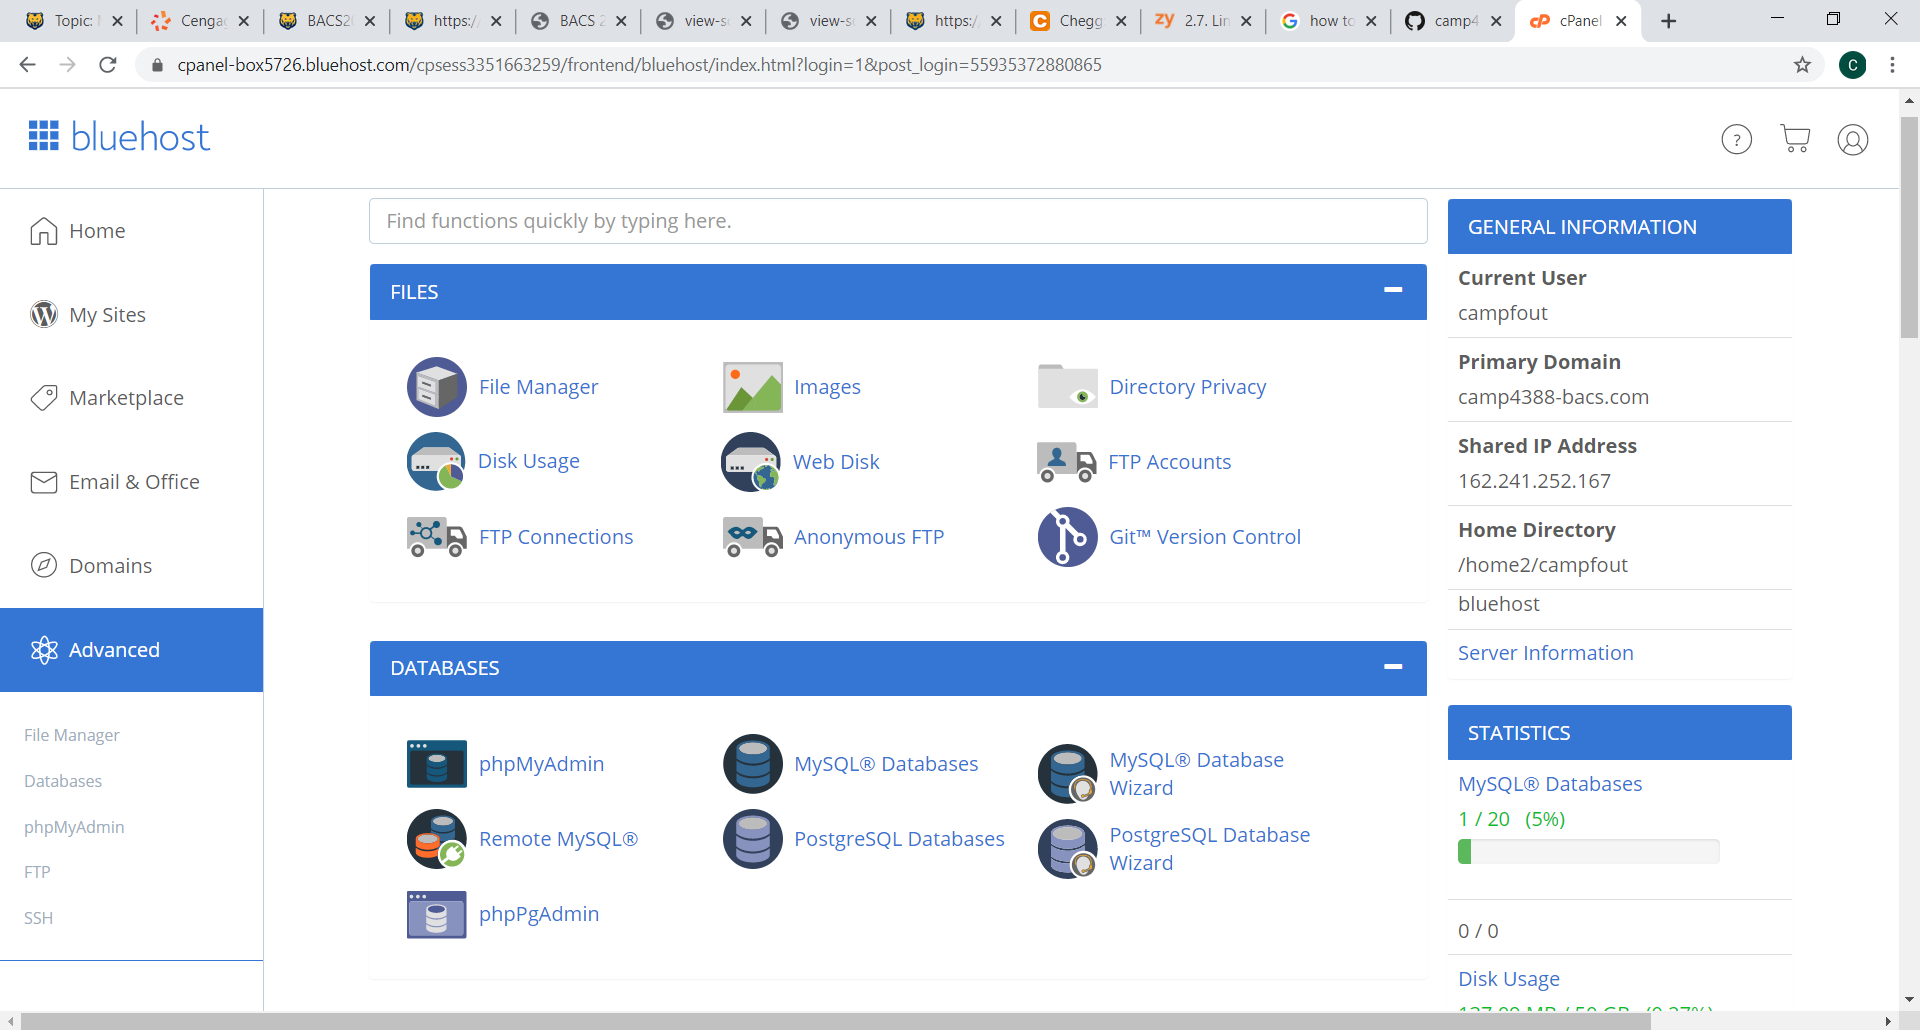 Topic:
Cenga
BACS2
https:/
BACS 2
view-s
view-s
https:/
Chegg
zy 2.7. Lin
how to
camp4
cPanel
cpanel-box5726.bluehost.com/cpsess3351663259/frontend/bluehost/index.html?login=1&post_login=55935372880865
C
bluehost
?
Home
My Sites
Marketplace
Email & Office
Domains
Advanced
File Manager
Databases
phpMyAdmin
FTP
SSH
Find functions quickly by typing here.
FILES
File Manager
Images
Directory Privacy
Disk Usage
Web Disk
FTP Accounts
FTP Connections
Anonymous FTP
Git™ Version Control
DATABASES
phpMyAdmin
MySQL® Databases
MySQL® Database
Wizard
Remote MySQL®
PostgreSQL Databases
PostgreSQL Database
Wizard
phpPgAdmin
GENERAL INFORMATION
Current User
campfout
Primary Domain
camp4388-bacs.com
Shared IP Address
162.241.252.167
Home Directory
/home2/campfout
bluehost
Server Information
STATISTICS
MySQL® Databases
1 / 20 (5%)
0 / 0
Disk Usage